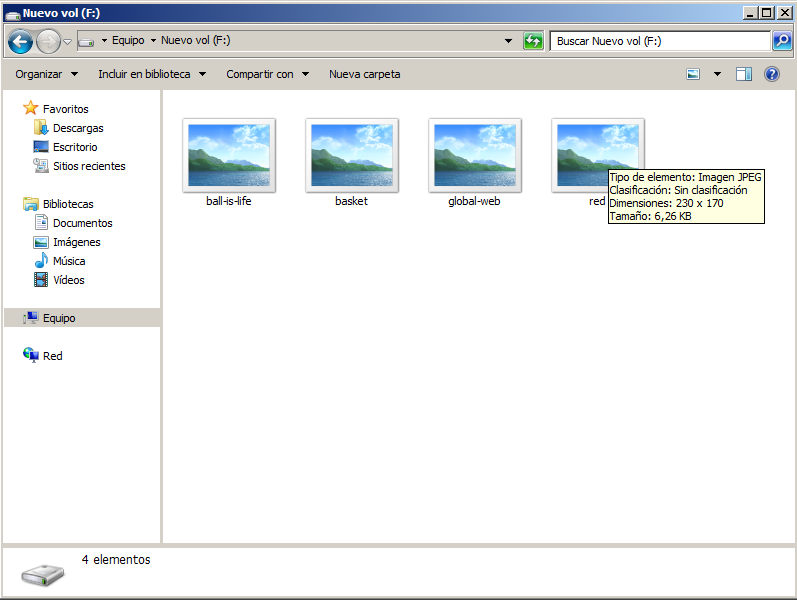 Nuevo vol (F:)
Equipo Nuevo vol (F:)
Buscar Nuevo vol (F:)
Organizar Incluir en biblioteca Compartir con Nueva carpeta
Favoritos
Descargas
Escritorio
Sitios recientes
Bibliotecas
Documentos
Imágenes
Música
Vídeos
Equipo
Red
ball-is-life
basket
global-web
red
Tipo de elemento: Imagen JPEG
Clasificación: Sin clasificación
Dimensiones: 230 x 170
Tamaño: 6,26 KB
4 elementos